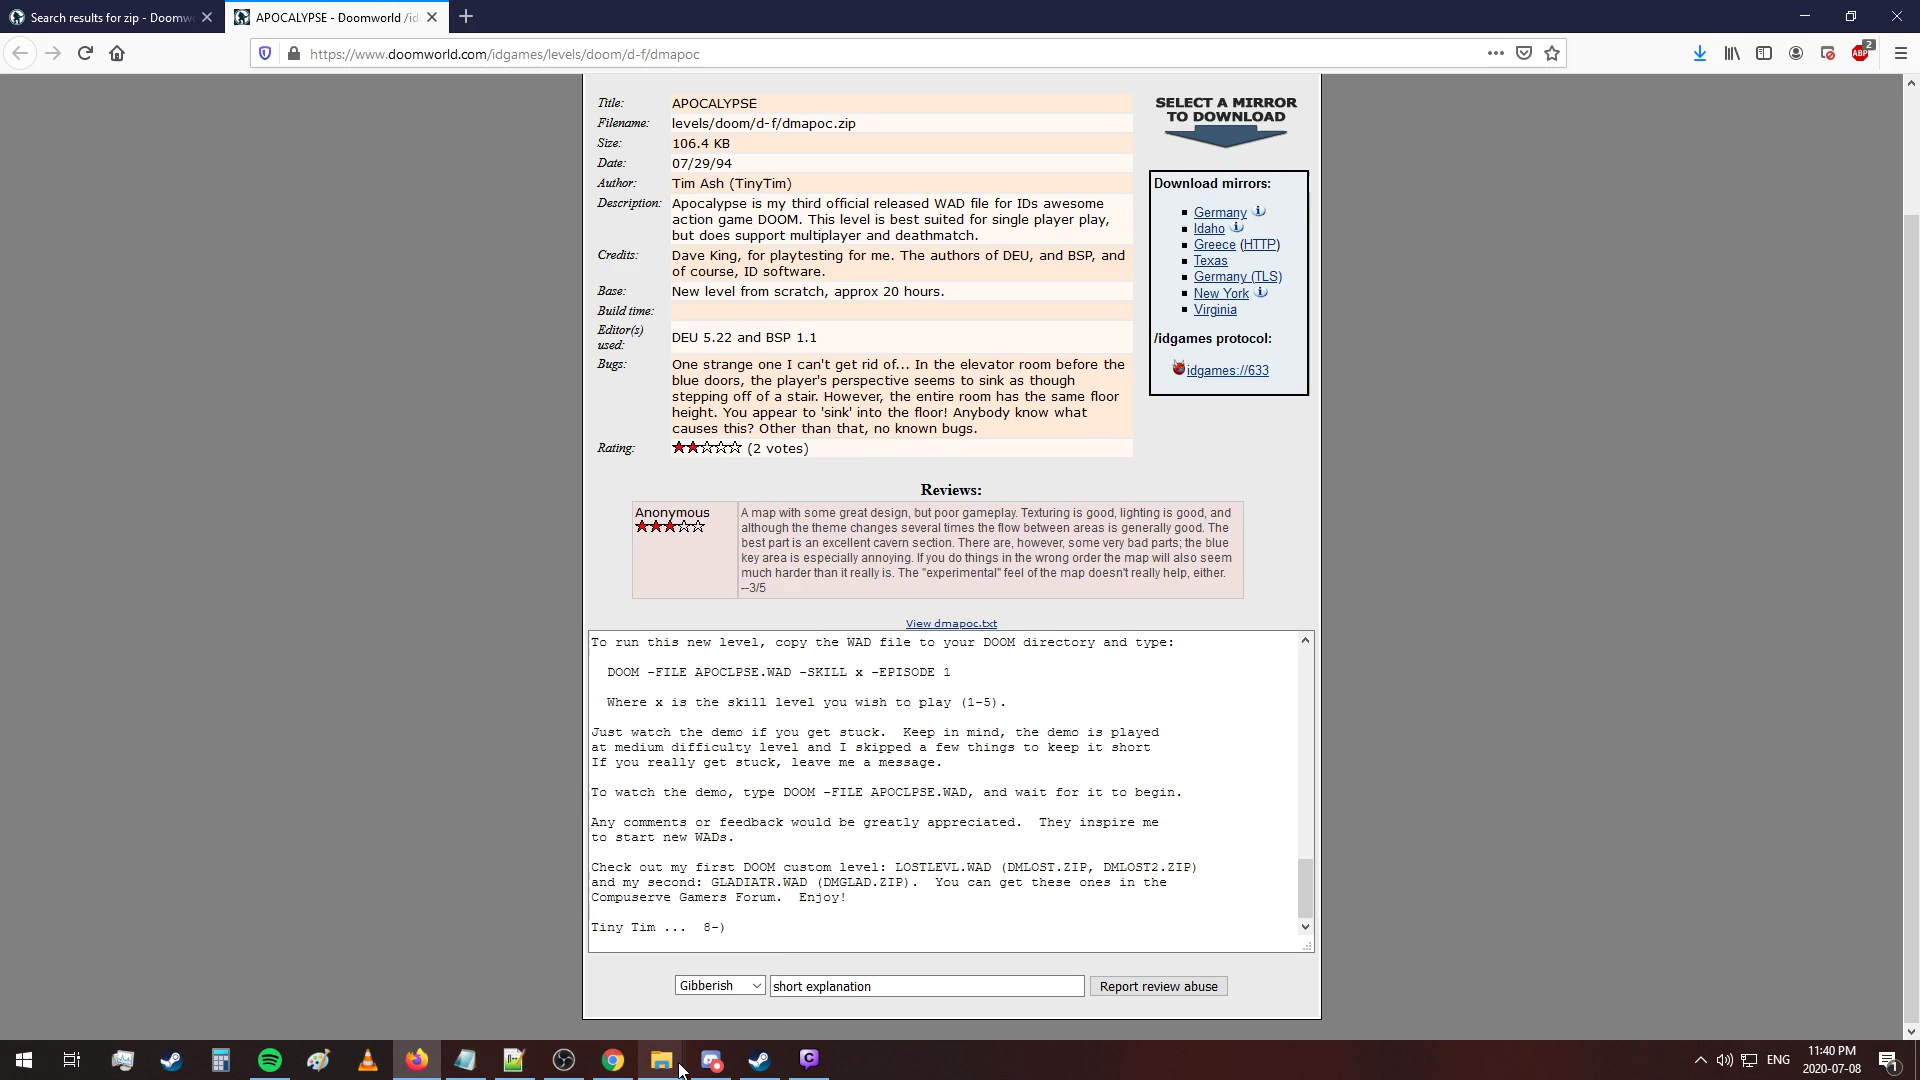 Search results for zip - Doomw
APOCALYPSE - Doomworld /id
https://www.doomworld.com/idgames/levels/doom/d-f/dmapoc
ABP
2
Title: APOCALYPSE
Filename: levels/doom/d-f/dmapoc.zip
Size: 106.4 KB
Date: 07/29/94
Author: Tim Ash (TinyTim)
Description: Apocalypse is my third official released WAD file for IDs awesome
action game DOOM. This level is best suited for single player play,
but does support multiplayer and deathmatch.
Credits: Dave King, for playtesting for me. The authors of DEU, and BSP, and
of course, ID software.
Base: New level from scratch, approx 20 hours.
Build time:
Editor(s)
used: DEU 5.22 and BSP 1.1
Bugs: One strange one I can't get rid of... In the elevator room before the
blue doors, the player's perspective seems to sink as though
stepping off of a stair. However, the entire room has the same floor
height. You appear to 'sink' into the floor! Anybody know what
causes this? Other than that, no known bugs.
Rating: (2 votes)
SELECT A MIRROR
TO DOWNLOAD
Download mirrors:
Germany
Idaho
Greece (HTTP)
Texas
Germany (TLS)
New York
Virginia
/idgames protocol:
idgames://633
Reviews:
Anonymous
A map with some great design, but poor gameplay. Texturing is good, lighting is good, and
although the theme changes several times the flow between areas is generally good. The
best part is an excellent cavern section. There are, however, some very bad parts; the blue
key area is especially annoying. If you do things in the wrong order the map will also seem
much harder than it really is. The "experimental" feel of the map doesn't really help, either.
--3/5
View dmapoc.txt
To run this new level, copy the WAD file to your DOOM directory and type:
DOOM -FILE APOCLPSE.WAD -SKILL x -EPISODE 1
Where x is the skill level you wish to play (1-5).
Just watch the demo if you get stuck. Keep in mind, the demo is played
at medium difficulty level and I skipped a few things to keep it short
If you really get stuck, leave me a message.
To watch the demo, type DOOM -FILE APOCLPSE.WAD, and wait for it to begin.
Any comments or feedback would be greatly appreciated. They inspire me
to start new WADs.
Check out my first DOOM custom level: LOSTLEVL.WAD (DMLOST.ZIP, DMLOST2.ZIP)
and my second: GLADIATR.WAD (DMGLAD.ZIP). You can get these ones in the
Compuserve Gamers Forum. Enjoy!
Tiny Tim ... 8-)
Gibberish short explanation Report review abuse
ENG
11:40 PM
2020-07-08
1